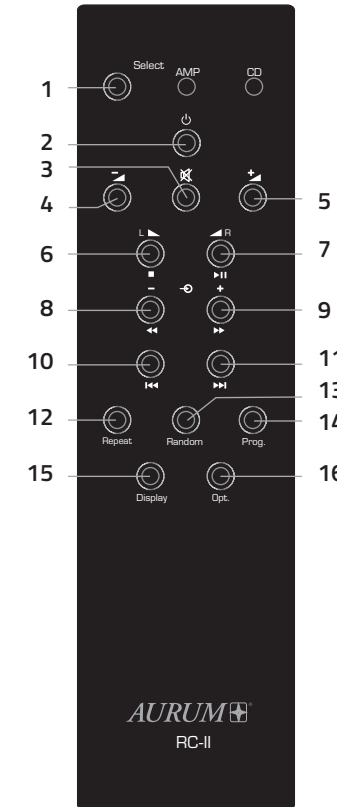 Select
AMP CD
1
2
3
4
5
L R
6 7
8 9
10 11
13
12 14
Repeat Random Prog.
15 16
Display Opt.
AURUM
RC-II